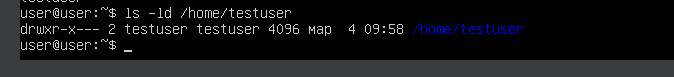 user@user:~$ ls -ld /home/testuser
drwxr-x--- 2 testuser testuser 4096 мар  4 09:58 /home/testuser
user@user:~$ _